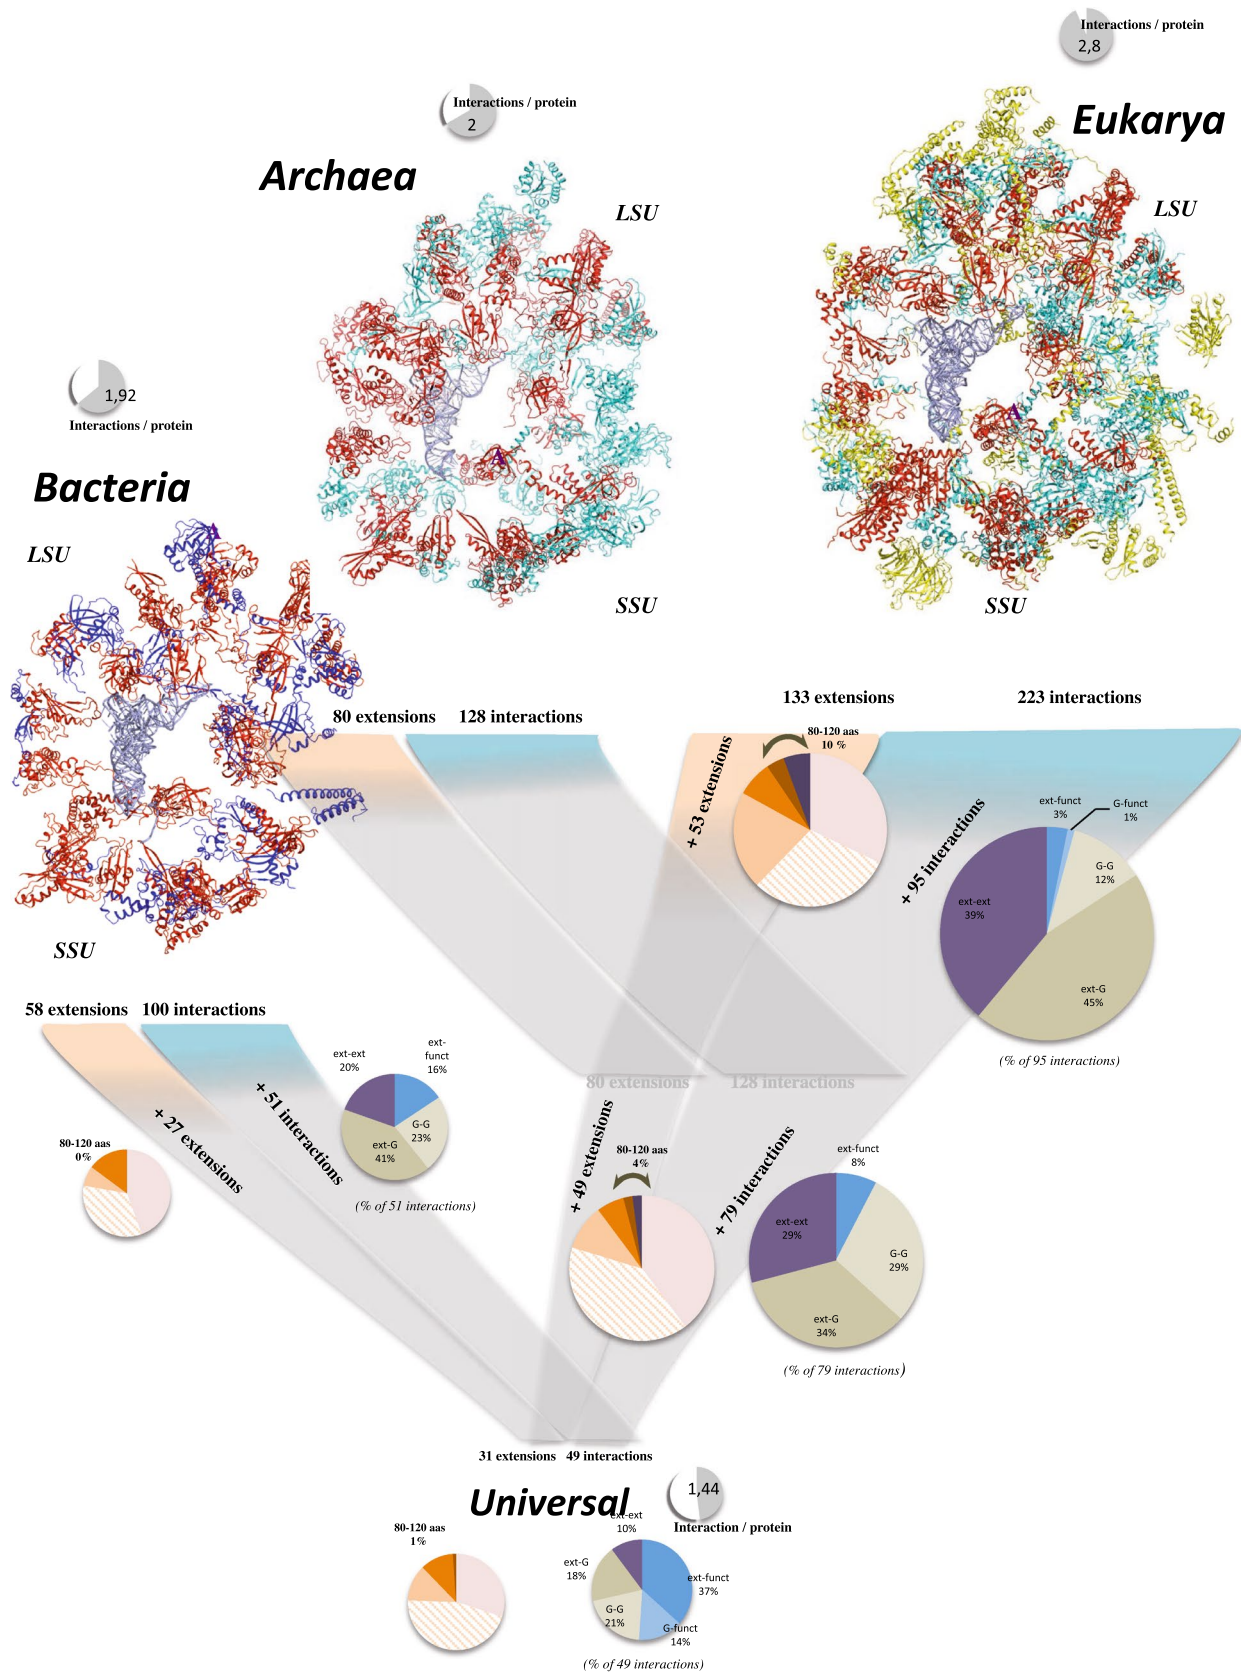 Interactions / protein
2,8
Eukarya
LSU
A
SSU
Interactions / protein
2
Archaea
LSU
A
SSU
1,92
Interactions / protein
Bacteria
A
LSU
SSU
80 extensions 128 interactions
133 extensions 223 interactions
+ 53 extensions
80-120 aas
10 %
+ 95 interactions
ext-funct
3%
G-funct
1%
G-G
12%
ext-ext
39%
ext-G
45%
(% of 95 interactions)
58 extensions 100 interactions
+ 27 extensions
+ 51 interactions
80-120 aas
0%
ext-ext
20%
ext-
funct
16%
G-G
23%
ext-G
41%
(% of 51 interactions)
80 extensions 128 interactions
+ 49 extensions
80-120 aas
4%
+ 79 interactions
ext-funct
8%
ext-ext
29%
G-G
29%
ext-G
34%
(% of 79 interactions)
31 extensions 49 interactions
Universal
1,44
Interaction / protein
80-120 aas
1%
ext-ext
10%
ext-G
18%
ext-funct
37%
G-G
21%
G-funct
14%
(% of 49 interactions)